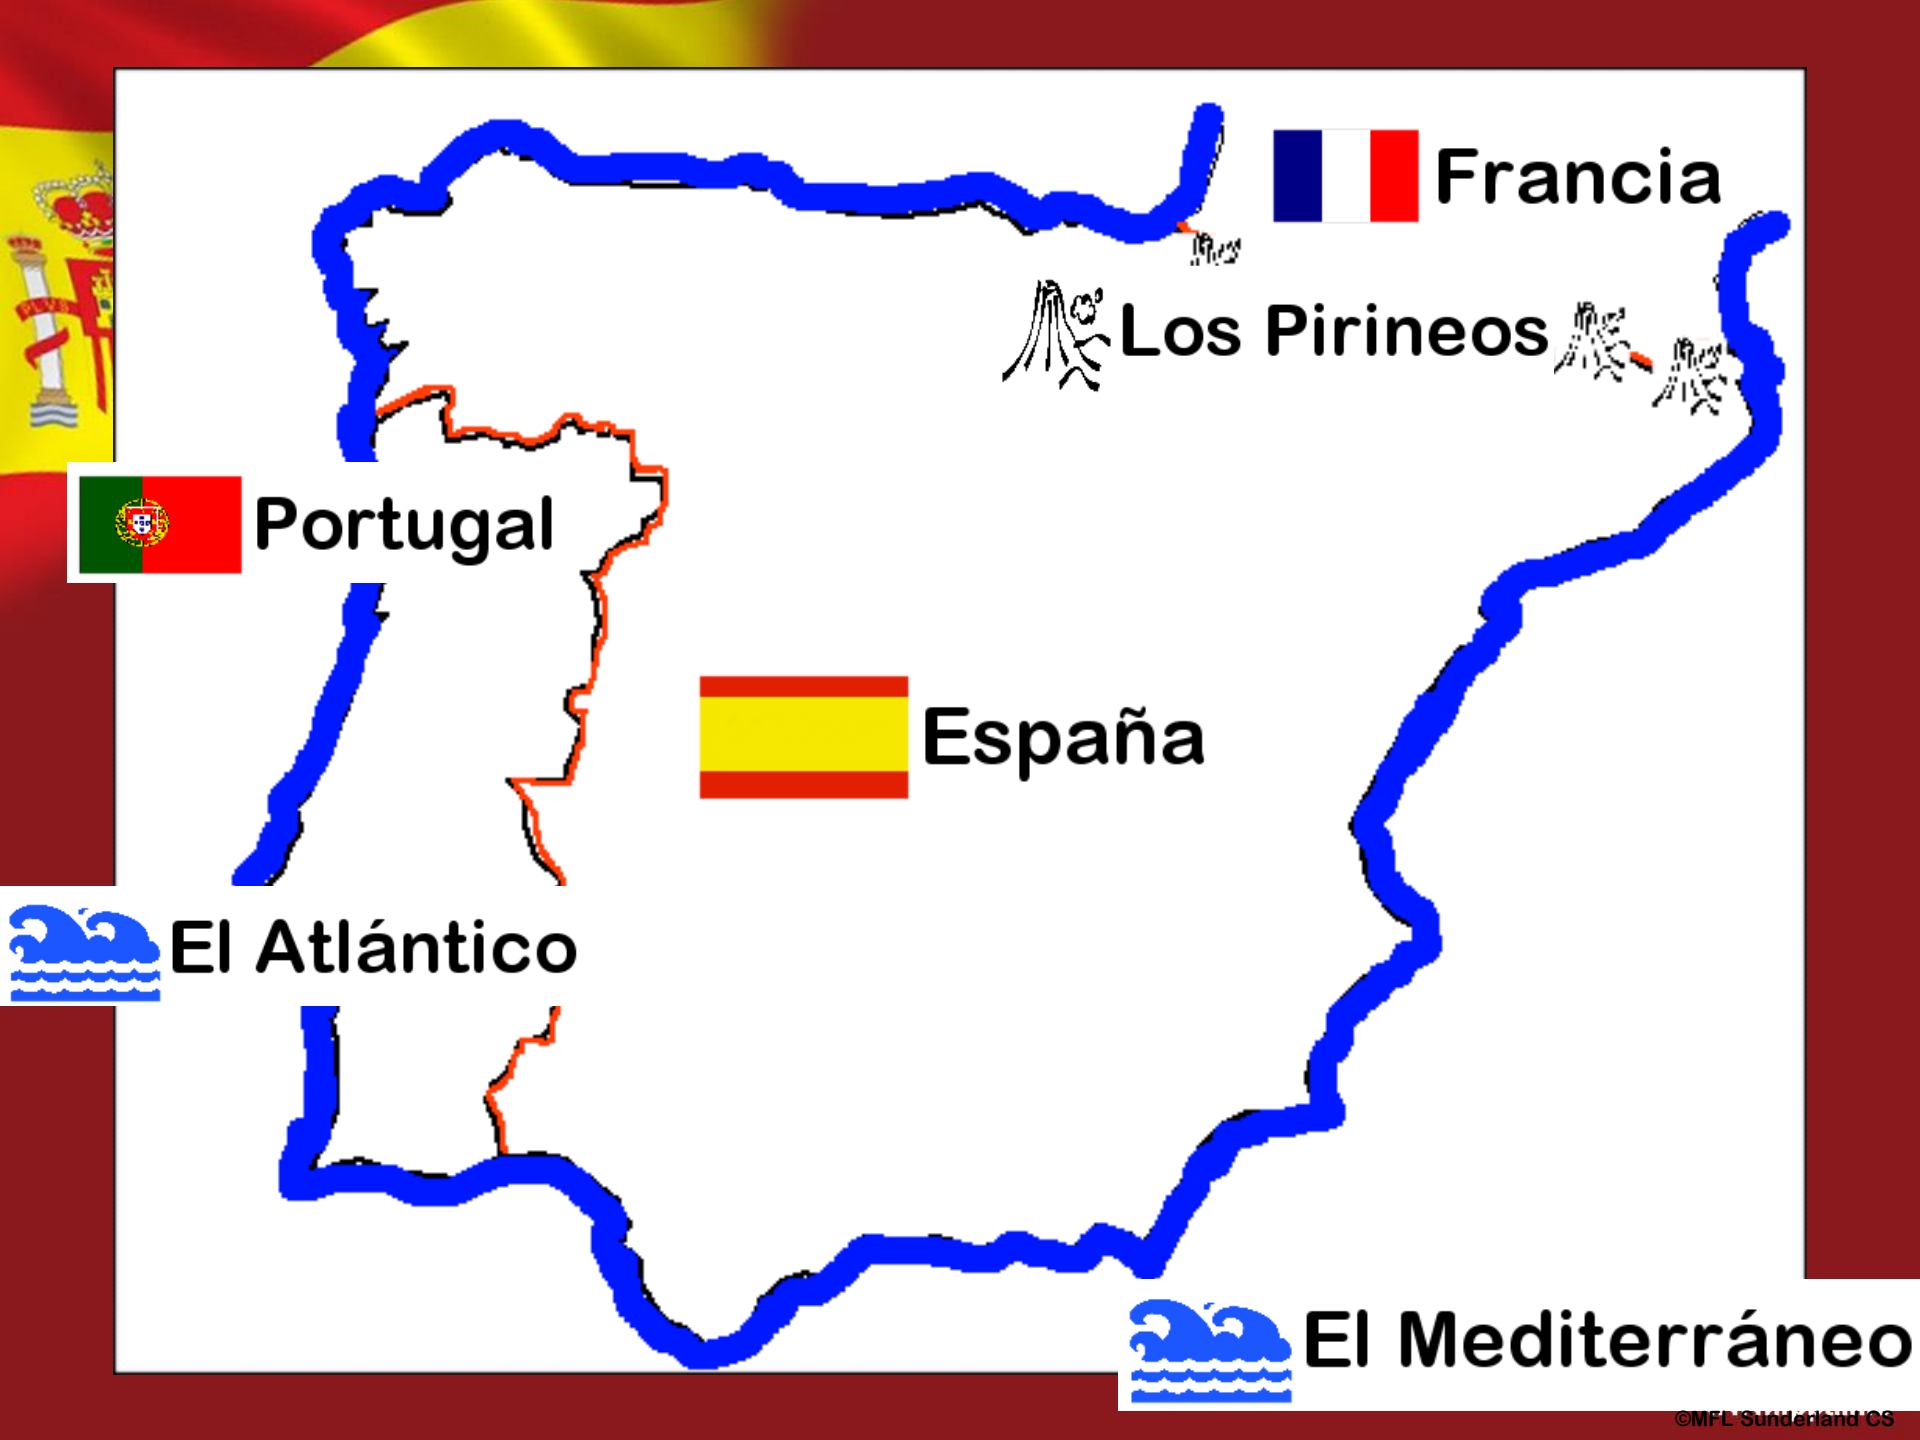 Francia
Los Pirineos
Portugal
España
El Atlántico
El Mediterráneo
©MFL Sunderland CS